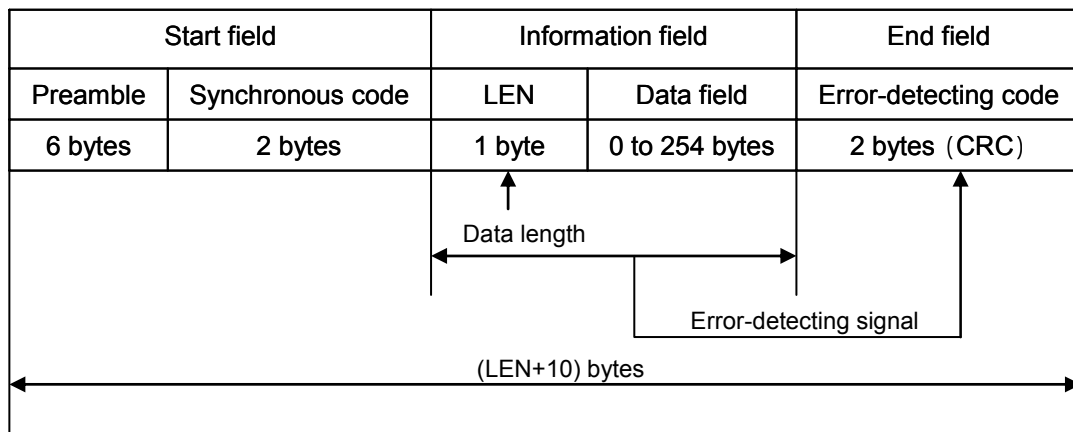 Start field Information field End field
Preamble Synchronous code LEN Data field Error-detecting code
6 bytes 2 bytes 1 byte 0 to 254 bytes 2 bytes (CRC)
Data length
Error-detecting signal
(LEN+10) bytes